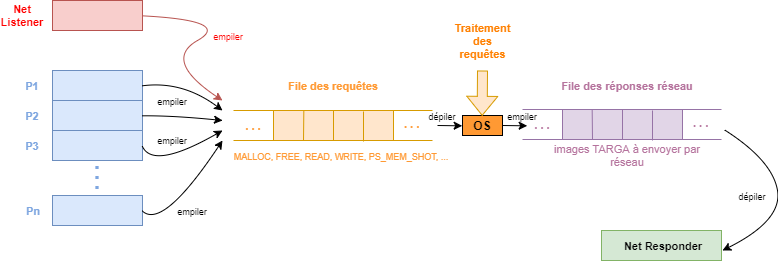 Net
Listener
empiler
Traitement
des
requêtes
P1
empiler
File des requêtes
File des réponses réseau
P2
...
...
dépiler
OS
empiler
...
...
P3
empiler
MALLOC, FREE, READ, WRITE, PS_MEM_SHOT, ...
images TARGA à envoyer par
réseau
Pn
empiler
dépiler
Net Responder